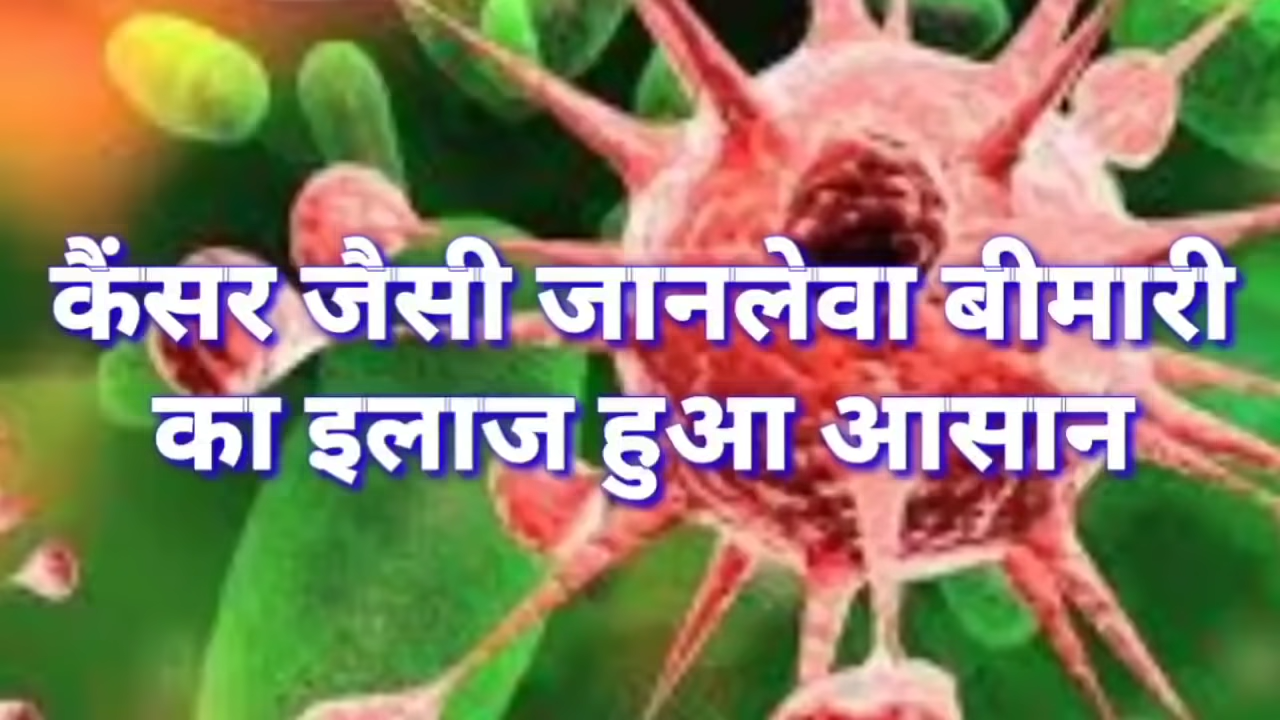 कैंसर जैसी जानलेवा बीमारी
का इलाज हुआ आसान